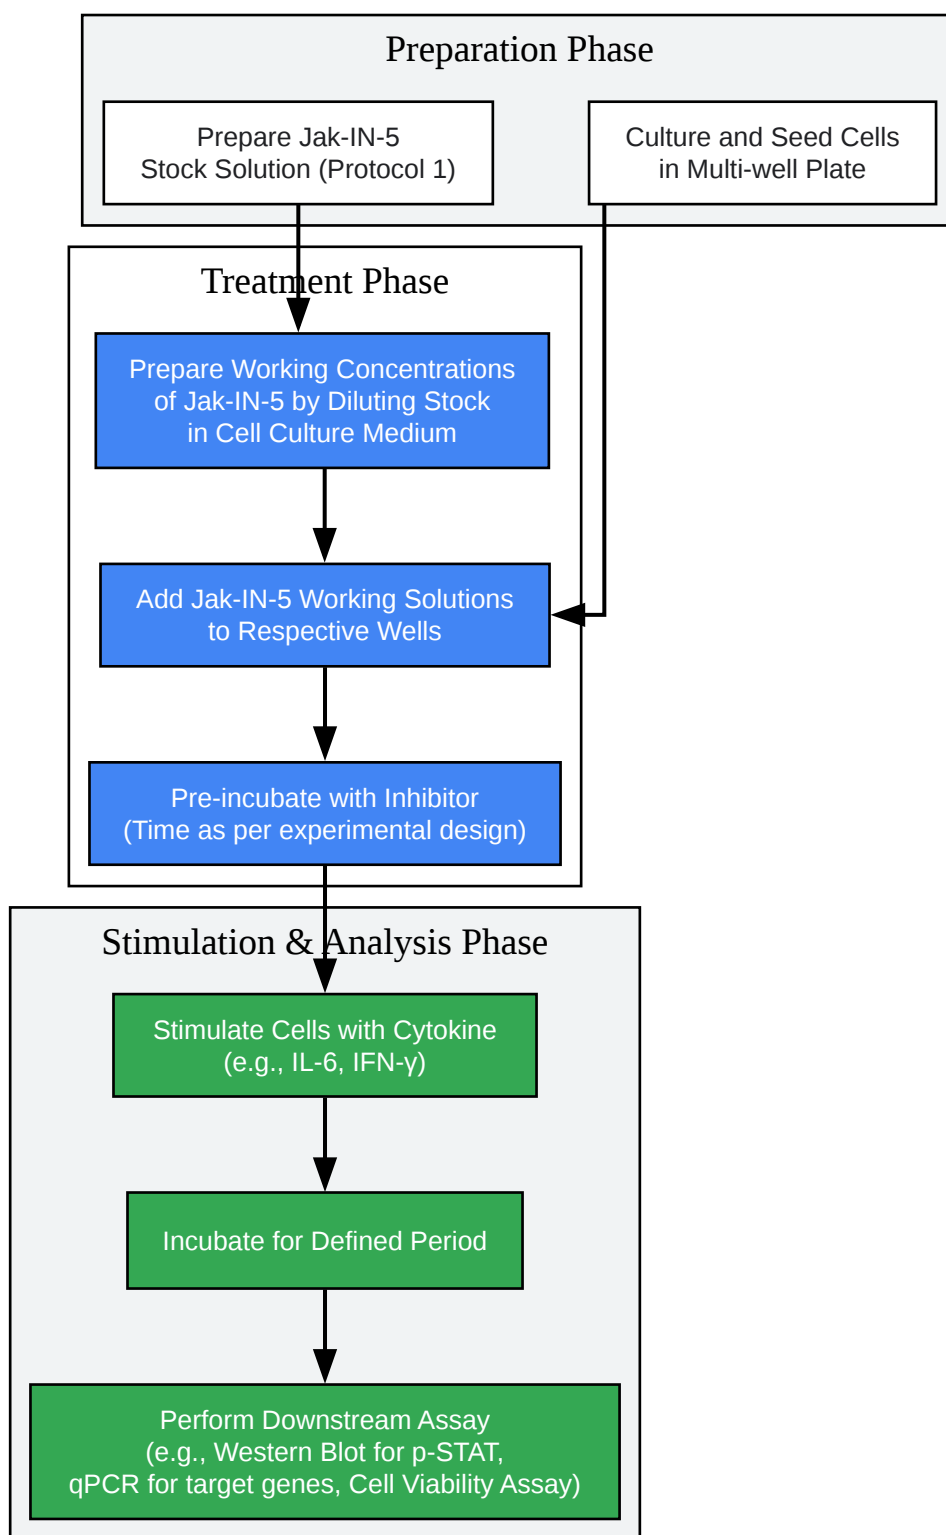 Preparation Phase
Prepare Jak-IN-5
Stock Solution (Protocol 1)
Culture and Seed Cells
in Multi-well Plate
Treatment Phase
Prepare Working Concentrations
of Jak-IN-5 by Diluting Stock
in Cell Culture Medium
Add Jak-IN-5 Working Solutions
to Respective Wells
Pre-incubate with Inhibitor
(Time as per experimental design)
Stimulation & Analysis Phase
Stimulate Cells with Cytokine
(e.g., IL-6, IFN-γ)
Incubate for Defined Period
Perform Downstream Assay
(e.g., Western Blot for p-STAT,
qPCR for target genes, Cell Viability Assay)